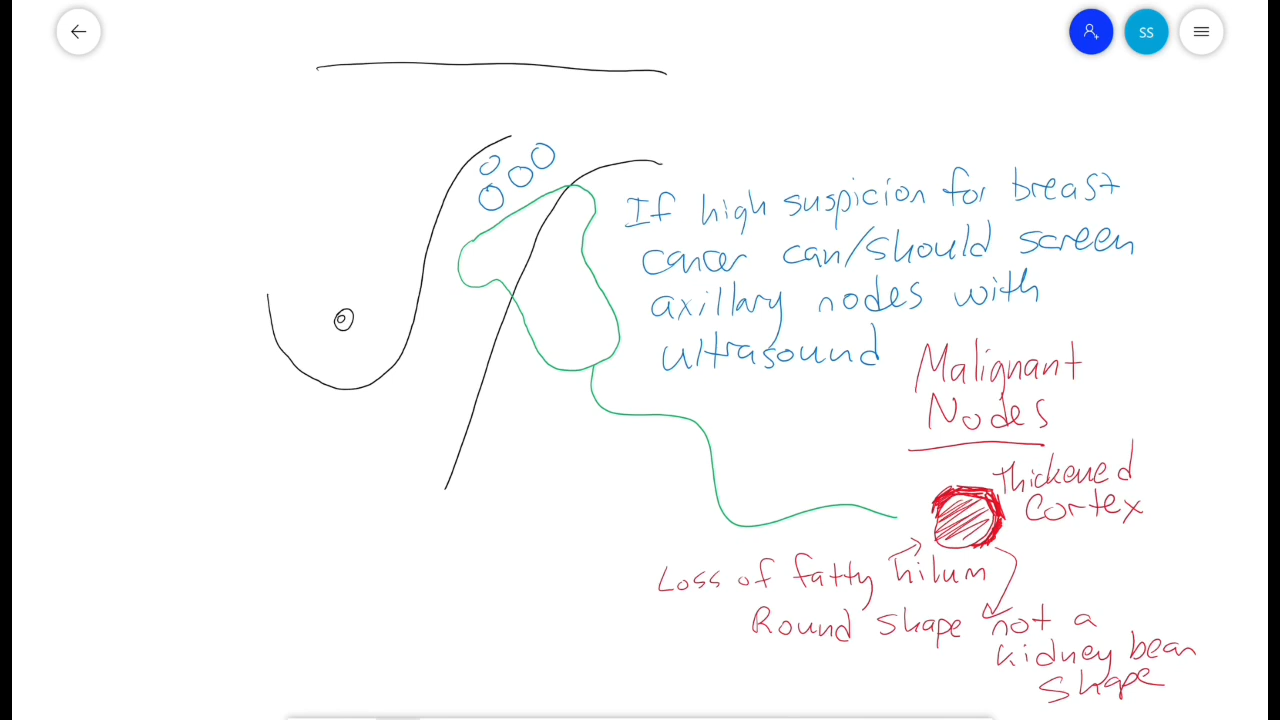 SS
If high suspicion for breast
cancer can/should screen
axillary nodes with
ultrasound
Malignant
Nodes
Thickened
Cortex
Loss of fatty hilum
Round shape not a
kidney bean
shape